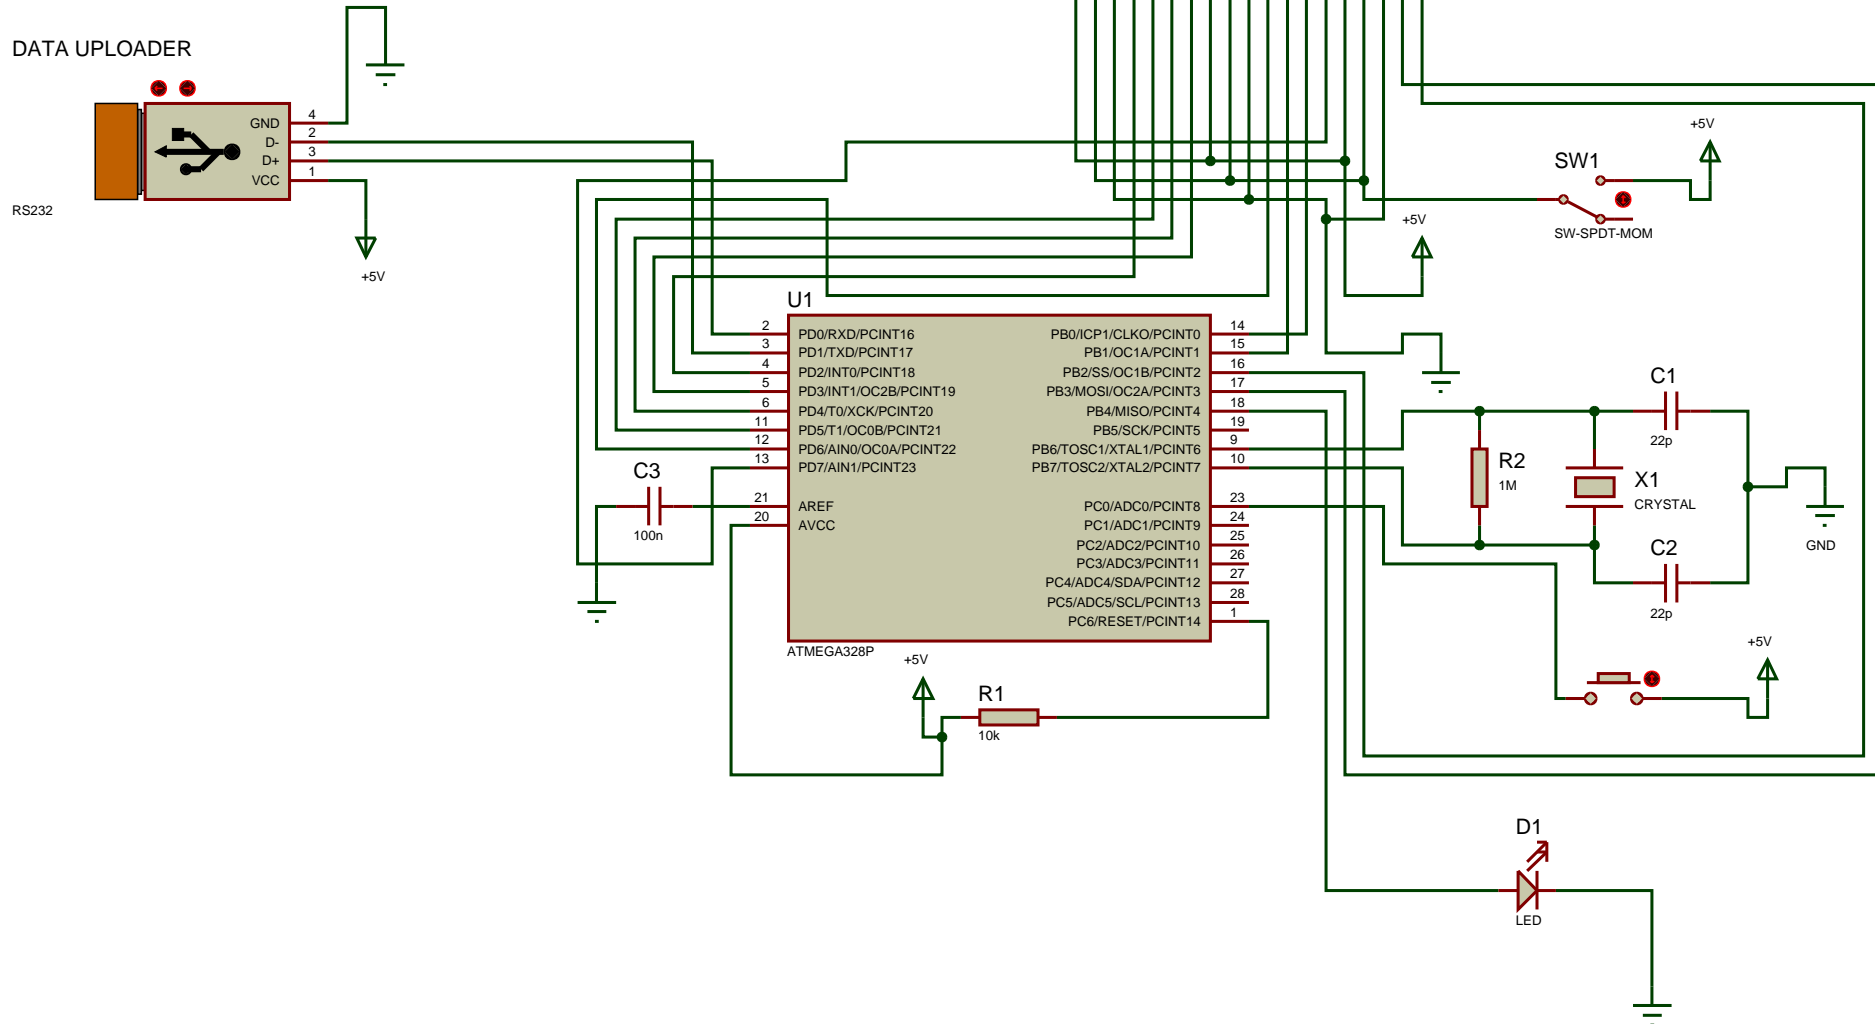 DATA UPLOADER
GND 4
D- 2
D+ 3
VCC 1
RS232
+5V
+5V
SW1
SW-SPDT-MOM
+5V
U1
2 PD0/RXD/PCINT16
3 PD1/TXD/PCINT17
4 PD2/INT0/PCINT18
5 PD3/INT1/OC2B/PCINT19
6 PD4/T0/XCK/PCINT20
11 PD5/T1/OC0B/PCINT21
12 PD6/AIN0/OC0A/PCINT22
13 PD7/AIN1/PCINT23
21 AREF
20 AVCC
PB0/ICP1/CLKO/PCINT0 14
PB1/OC1A/PCINT1 15
PB2/SS/OC1B/PCINT2 16
PB3/MOSI/OC2A/PCINT3 17
PB4/MISO/PCINT4 18
PB5/SCK/PCINT5 19
PB6/TOSC1/XTAL1/PCINT6 9
PB7/TOSC2/XTAL2/PCINT7 10
PC0/ADC0/PCINT8 23
PC1/ADC1/PCINT9 24
PC2/ADC2/PCINT10 25
PC3/ADC3/PCINT11 26
PC4/ADC4/SDA/PCINT12 27
PC5/ADC5/SCL/PCINT13 28
PC6/RESET/PCINT14 1
ATMEGA328P
C3
100n
C1
22p
R2
1M
X1
CRYSTAL
C2
22p
GND
+5V
R1
10k
+5V
D1
LED